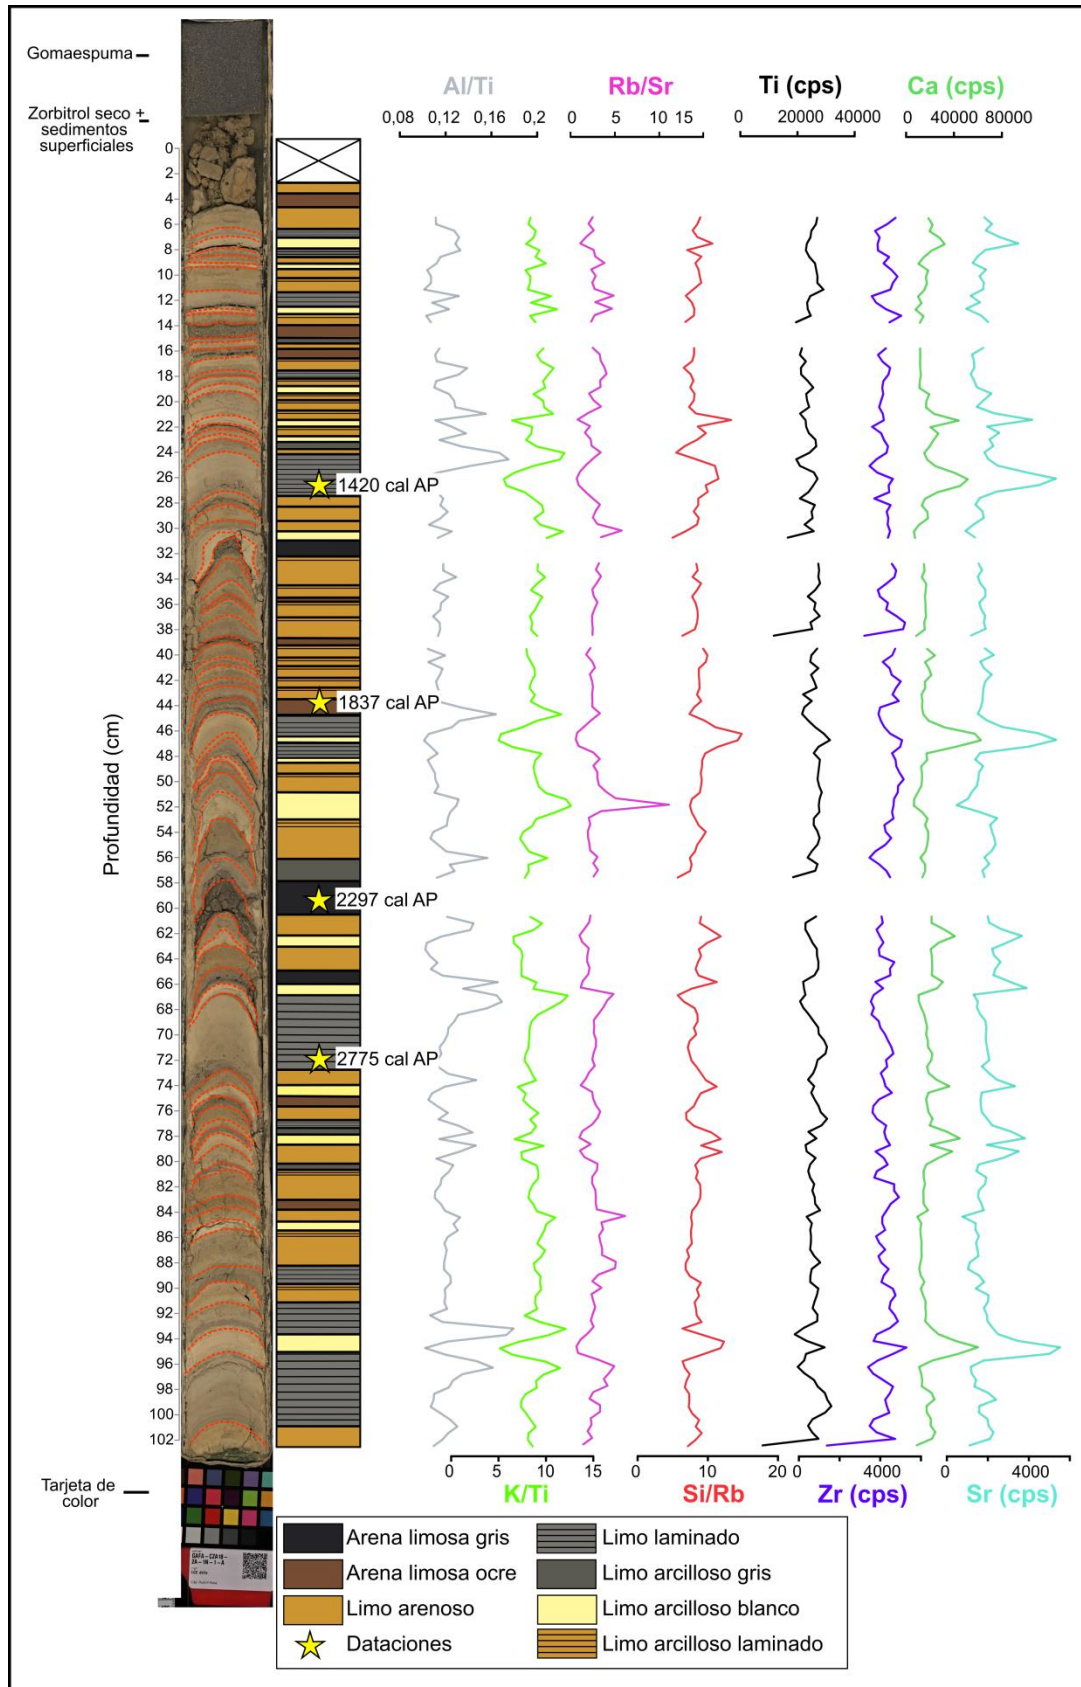 Gomaespuma
Zorbitrol seco +
sedimentos
superficiales
Profundidad (cm)
0
2
4
6
8
10
12
14
16
18
20
22
24
26
28
30
32
34
36
38
40
42
44
46
48
50
52
54
56
58
60
62
64
66
68
70
72
74
76
78
80
82
84
86
88
90
92
94
96
98
100
102
Al/Ti
0,08 0,12 0,16 0,2
Rb/Sr
0 5 10 15
Ti (cps)
0 20000 40000
Ca (cps)
0 40000 80000
1420 cal AP
1837 cal AP
2297 cal AP
2775 cal AP
0 5 10 15
K/Ti
0 10 20
Si/Rb
0 4000
Zr (cps)
0 4000
Sr (cps)
Tarjeta de
color
GAFA-CZA19-
2A-1N-1-A
Arena limosa gris
Arena limosa ocre
Limo arenoso
Dataciones
Limo laminado
Limo arcilloso gris
Limo arcilloso blanco
Limo arcilloso laminado